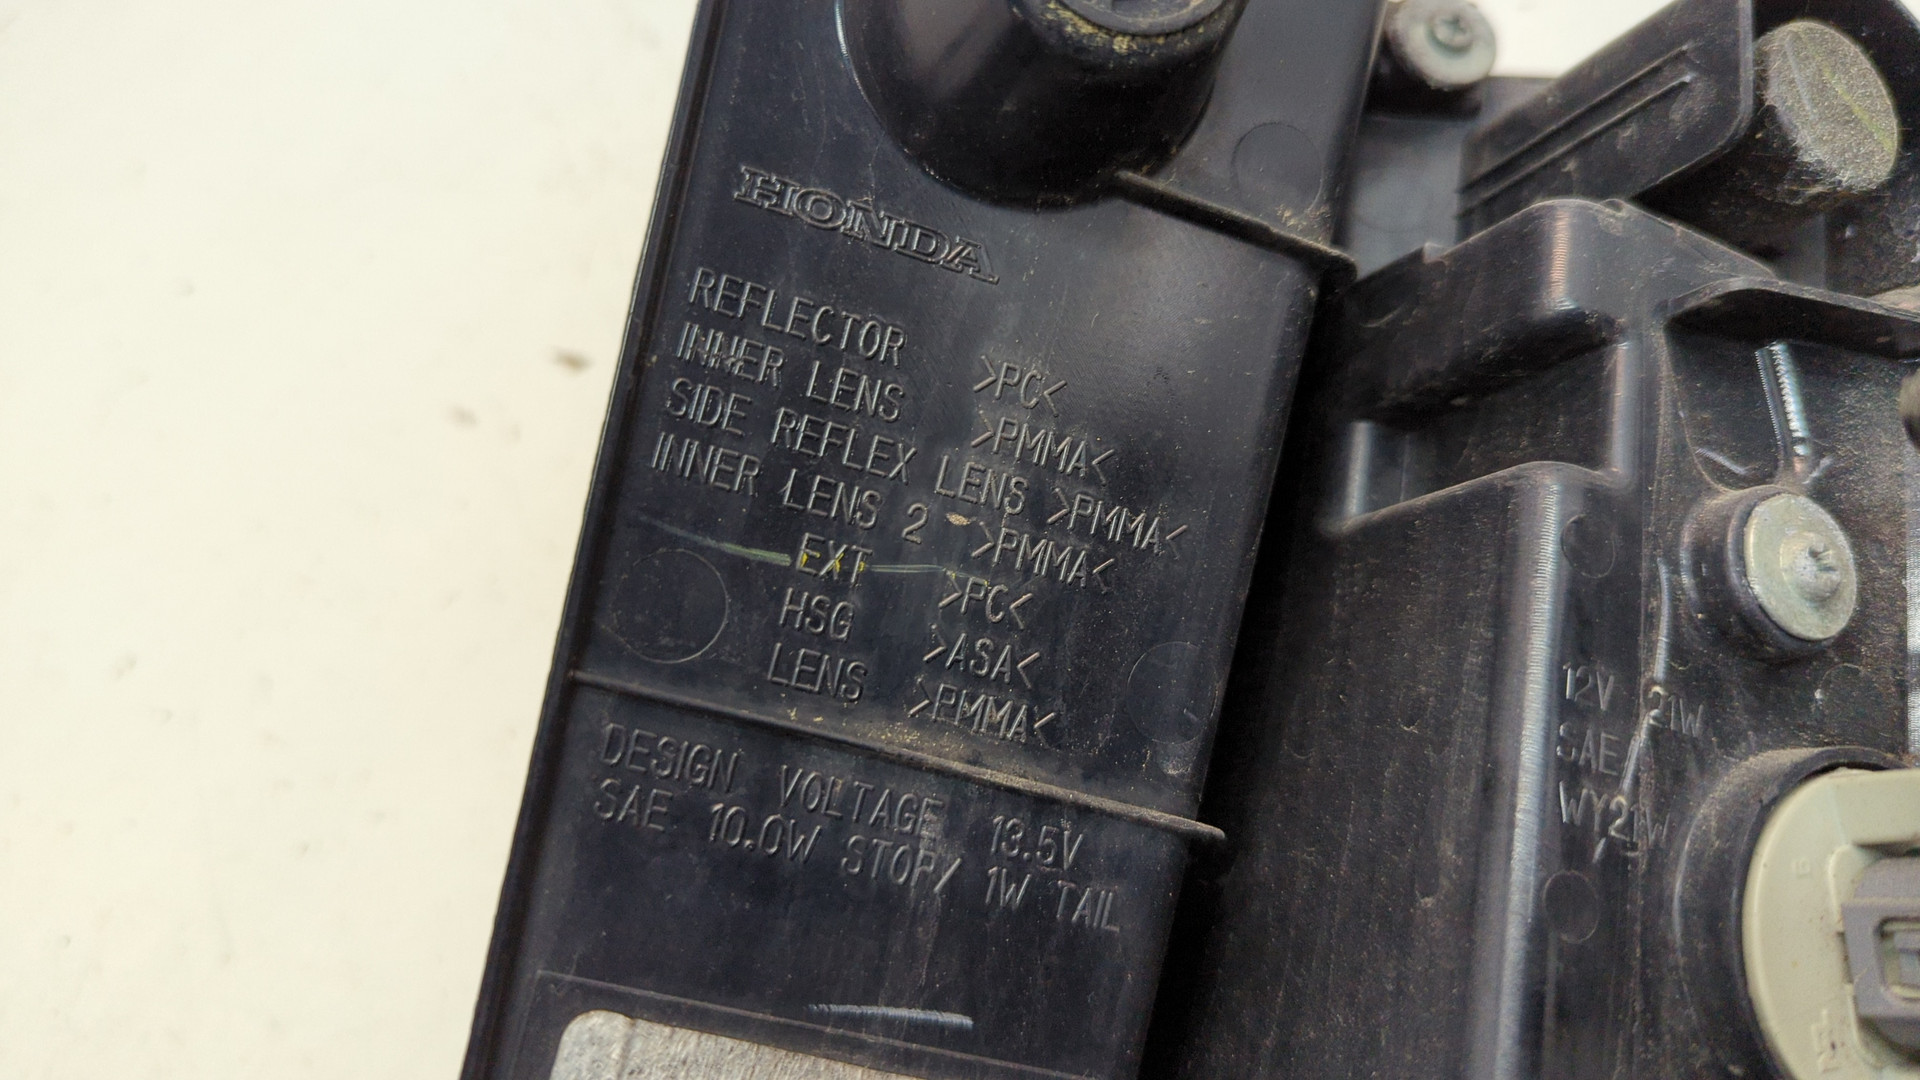 HONDA
REFLECTOR >PC<
INNER LENS >PMMA<
SIDE REFLEX LENS >PMMA<
INNER LENS 2 >PMMA<
EXT >PC<
HSG >ASA<
LENS >PMMA<
DESIGN VOLTAGE 13.5V
SAE 10.0W STOP/ 1W TAIL
12V 21W
SAE
WY21W